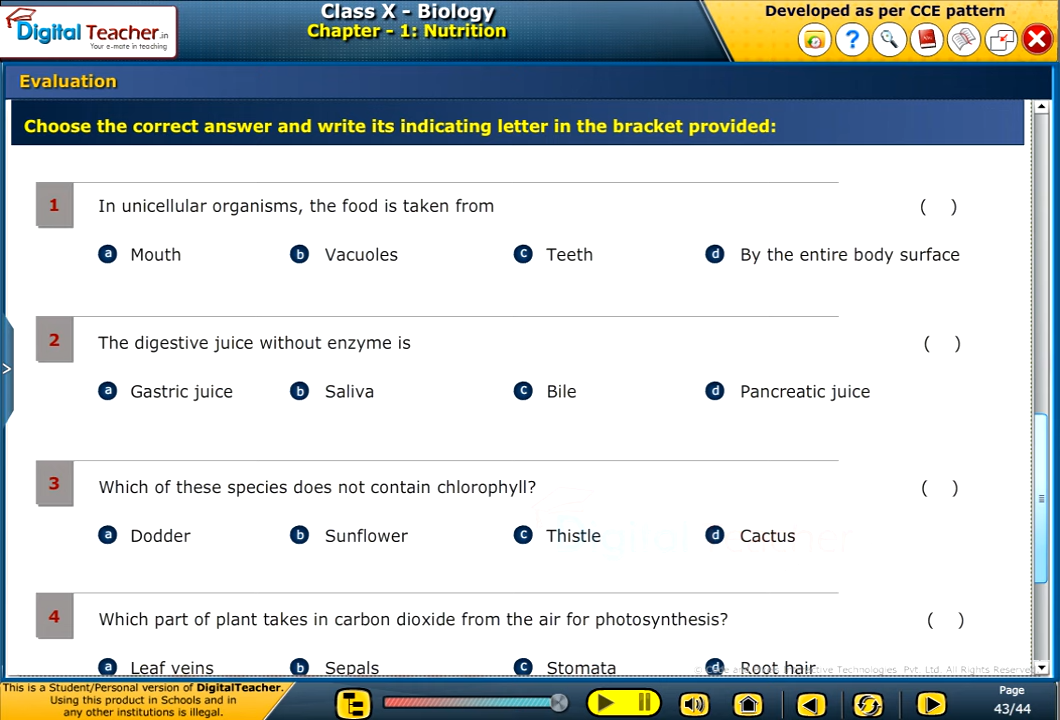 Digital Teacher.in
Your e-mate in teaching
Class X - Biology
Chapter - 1: Nutrition
Developed as per CCE pattern
?
Evaluation
Choose the correct answer and write its indicating letter in the bracket provided:
1 In unicellular organisms, the food is taken from ( )
a Mouth b Vacuoles c Teeth d By the entire body surface
2 The digestive juice without enzyme is ( )
a Gastric juice b Saliva c Bile d Pancreatic juice
>
3 Which of these species does not contain chlorophyll? ( )
a Dodder b Sunflower c Thistle d Cactus
4 Which part of plant takes in carbon dioxide from the air for photosynthesis? ( )
a Leaf veins b Sepals c Stomata d Root hair
Technologies. Pvt. Ltd. All Rights Reserved
This is a Student/Personal version of DigitalTeacher.
Using this product in Schools and in
any other institutions is illegal.
Page
43/44